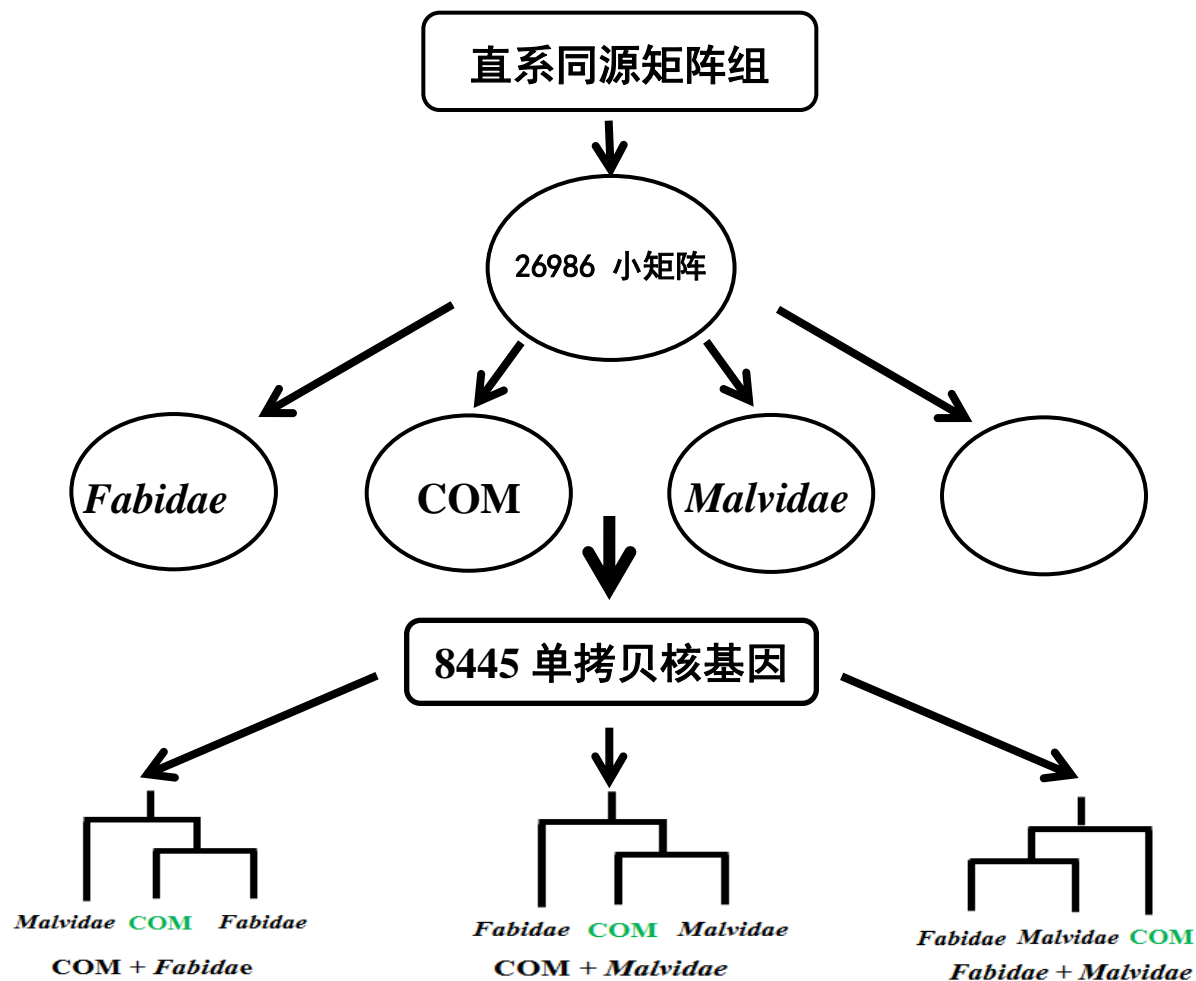 直系同源矩阵组
26986 小矩阵
Fabidae
COM
Malvidae
8445 单拷贝核基因
Malvidae COM Fabidae
COM + Fabidae
Fabidae COM Malvidae
COM + Malvidae
Fabidae Malvidae COM
Fabidae + Malvidae